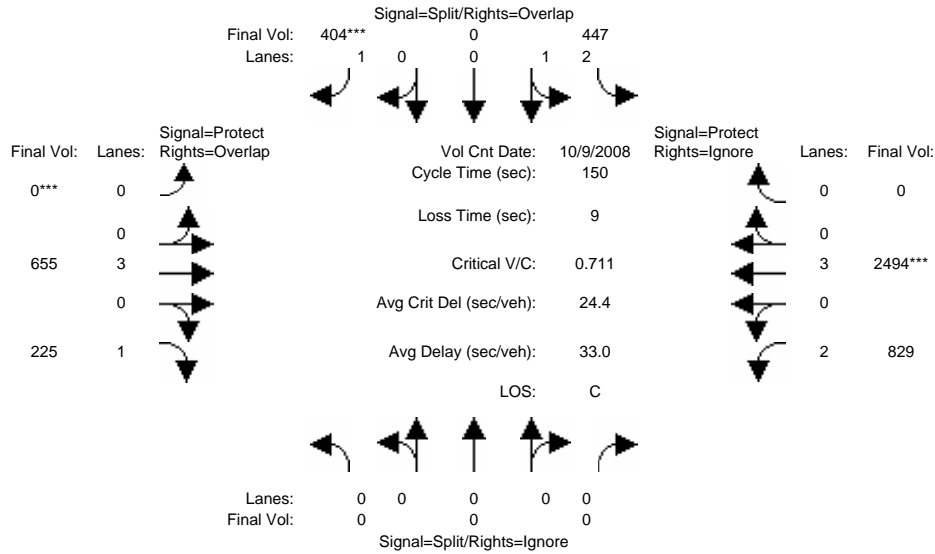 Signal=Split/Rights=Overlap
Final Vol: 404*** 0 447
Lanes: 1 0 0 1 2
Signal=Protect
Final Vol: Lanes: Rights=Overlap
Vol Cnt Date: 10/9/2008
Signal=Protect
Rights=Ignore Lanes: Final Vol:
Cycle Time (sec): 150
0*** 0
0 0
Loss Time (sec): 9
0
0
655 3
Critical V/C: 0.711
3 2494***
0
Avg Crit Del (sec/veh): 24.4
0
225 1
Avg Delay (sec/veh): 33.0
2 829
LOS: C
Lanes: 0 0 0 0 0
Final Vol: 0 0 0
Signal=Split/Rights=Ignore